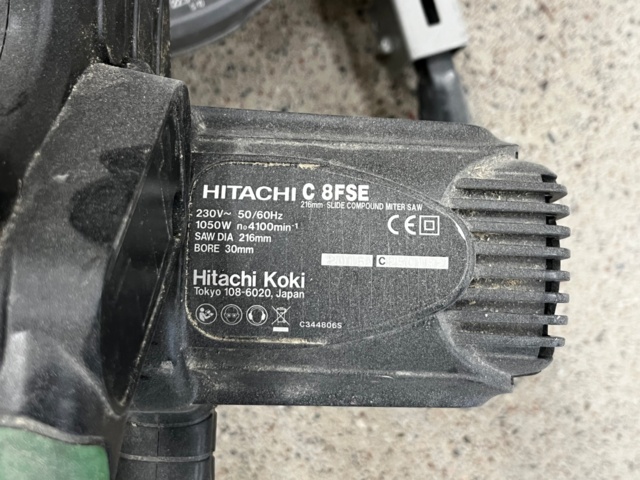 HITACHI C 8FSE
216mm SLIDE COMPOUND MITER SAW
230V~ 50/60Hz
1050W n₀4100min⁻¹
SAW DIA 216mm
BORE 30mm
CE
C
Hitachi Koki
Tokyo 108-6020, Japan
C344806S